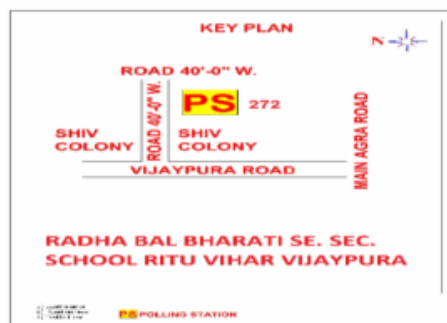 KEY PLAN
N
ROAD 40'-0" W.
PS 272
ROAD 40'-0" W.
SHIV COLONY
SHIV COLONY
MAIN AGRA ROAD
VIJAYPURA ROAD
RADHA BAL BHARATI SE. SEC.
SCHOOL RITU VIHAR VIJAYPURA
PS POLLING STATION